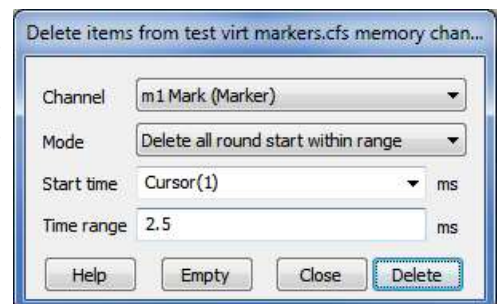 Delete items from test virt markers.cfs memory chan...
Channel m1 Mark (Marker)
Mode Delete all round start within range
Start time Cursor(1) ms
Time range 2.5 ms
Help Empty Close Delete